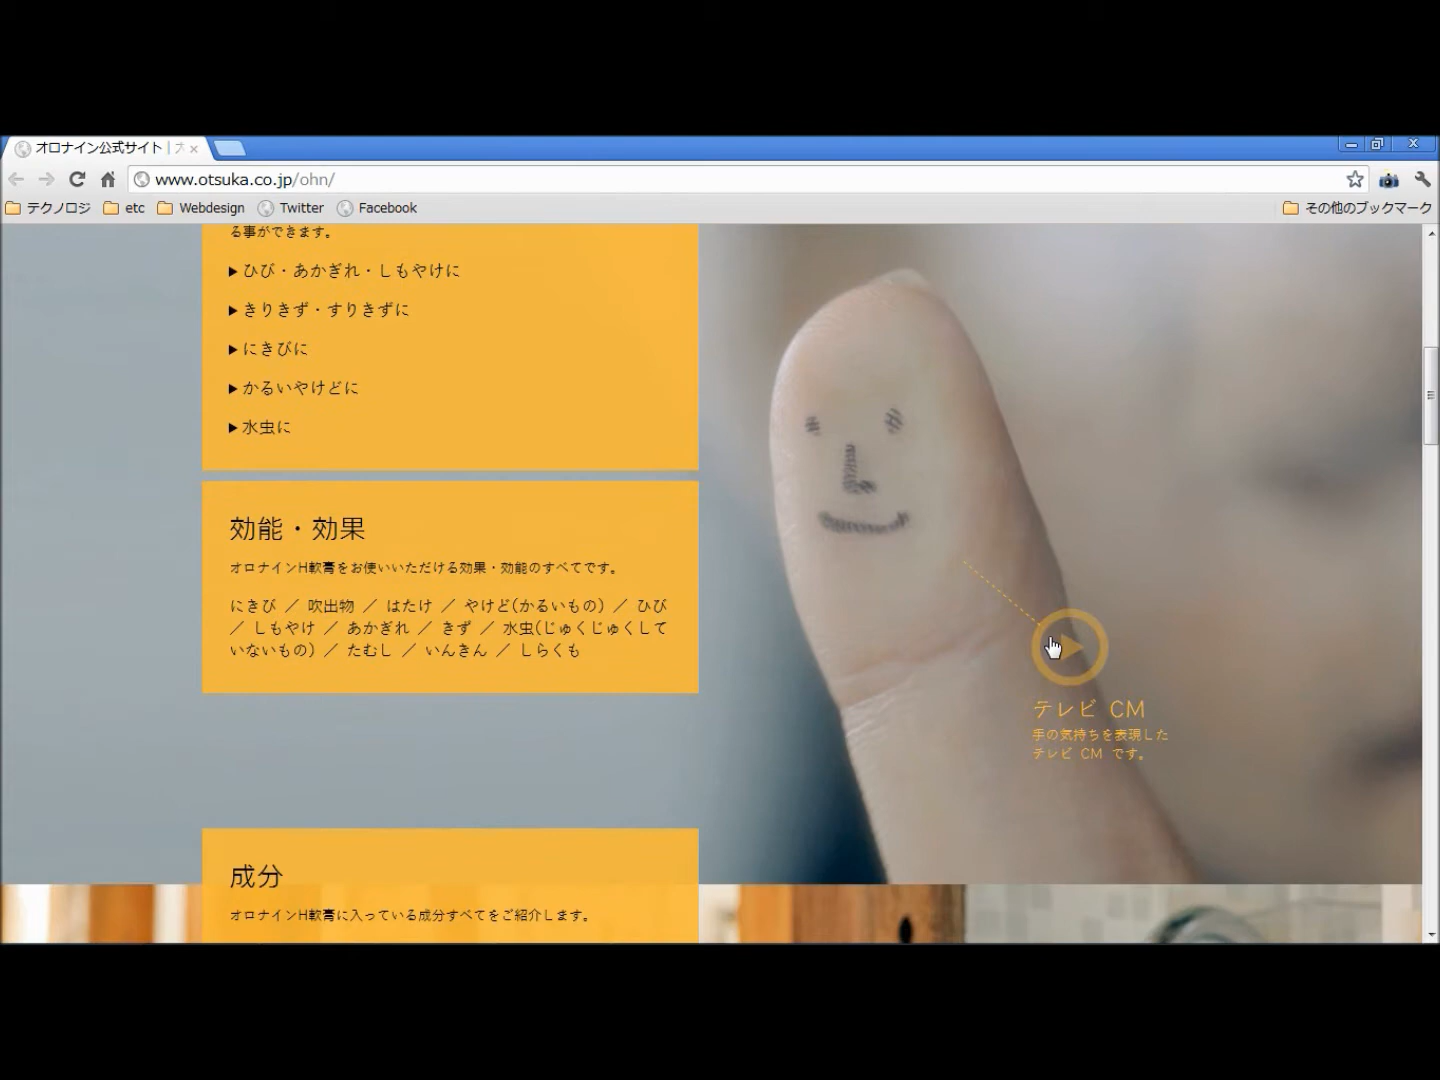 オロナイン公式サイト |
www.otsuka.co.jp/ohn/
テクノロジ etc Webdesign Twitter Facebook その他のブックマーク
る事ができます。
▶ひび・あかぎれ・しもやけに
▶きりきず・すりきずに
▶にきびに
▶かるいやけどに
▶水虫に
効能・効果
オロナインH軟膏をお使いいただける効果・効能のすべてです。
にきび ／ 吹出物 ／ はたけ ／ やけど(かるいもの) ／ ひび
／ しもやけ ／ あかぎれ ／ きず ／ 水虫(じゅくじゅくして
いないもの) ／ たむし ／ いんきん ／ しらくも
テレビ CM
手の気持ちを表現した
テレビ CM です。
成分
オロナインH軟膏に入っている成分すべてをご紹介します。